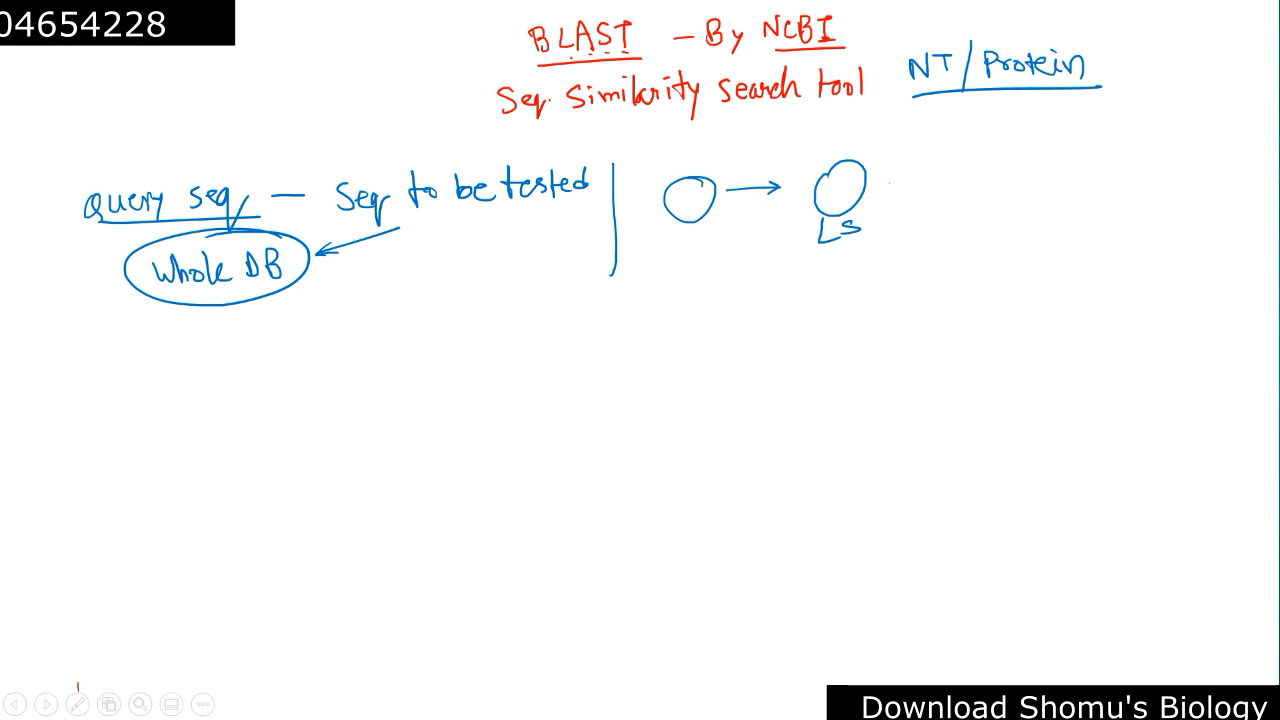 04654228
BLAST - By NCBI
Seq. Similarity search tool
NT/Protein
Query seq - Seq to be tested
Whole DB
LS
Download Shomu's Biology